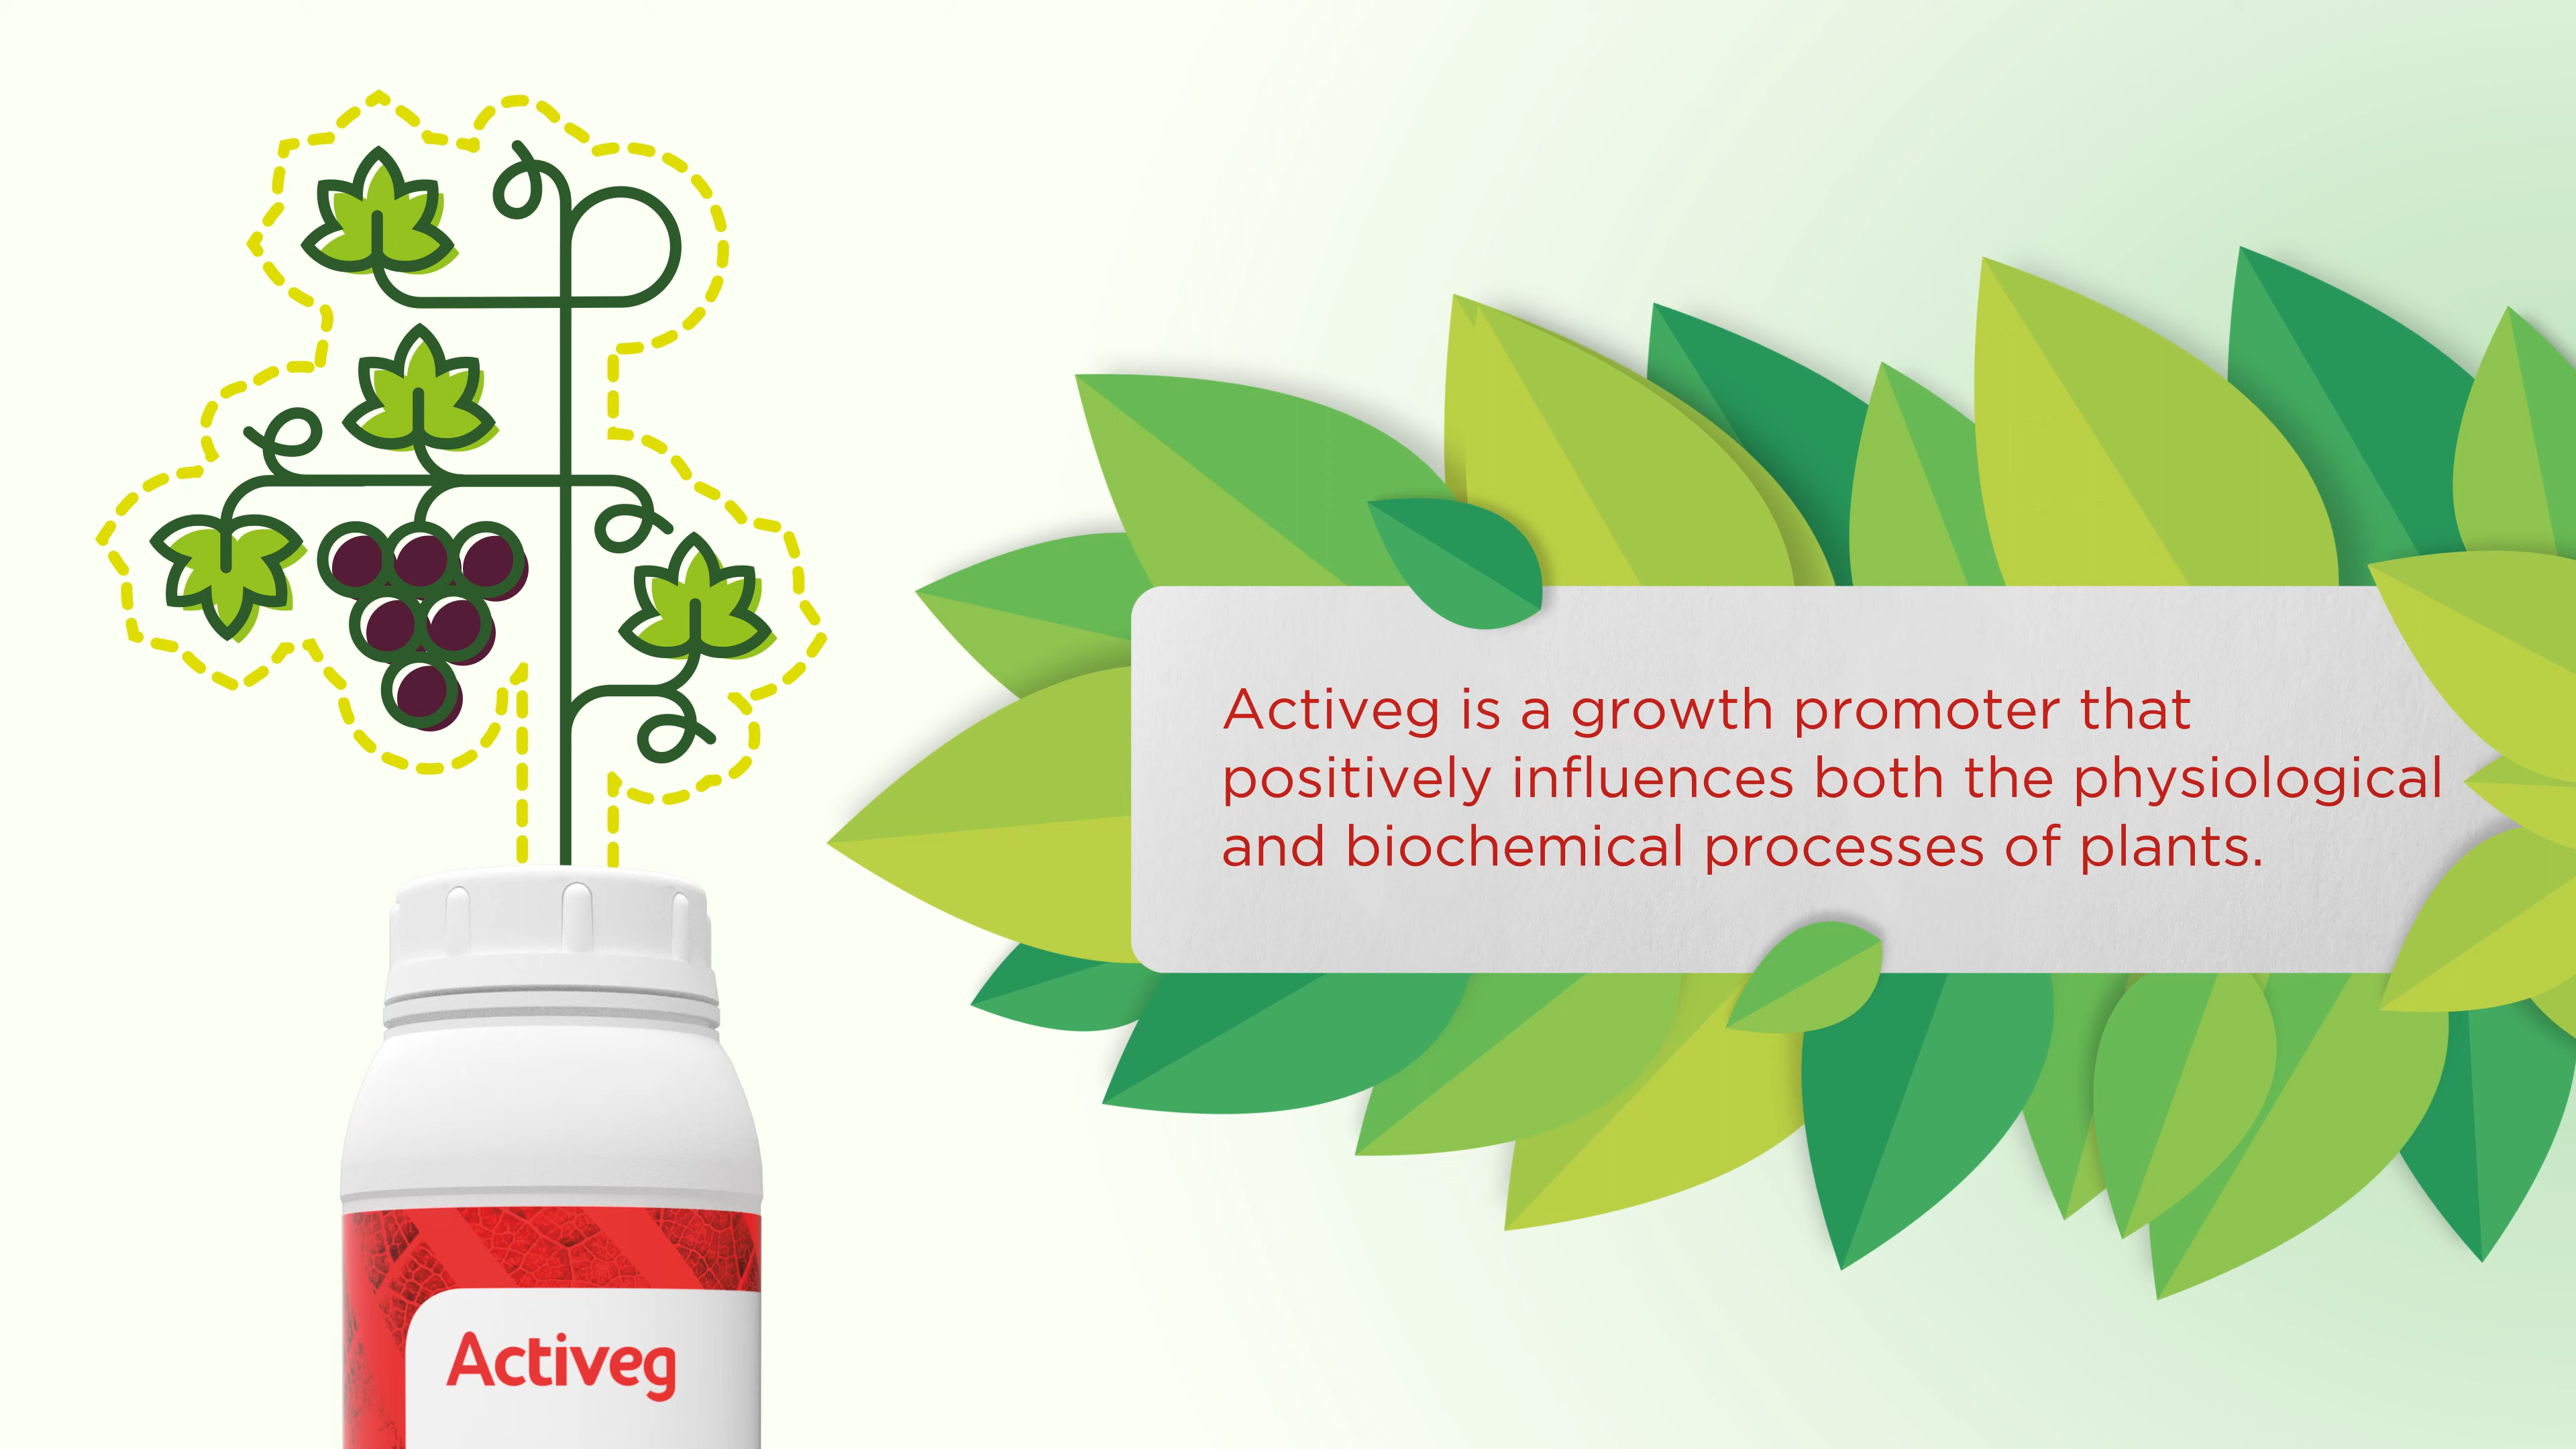 Activeg is a growth promoter that
positively influences both the physiological
and biochemical processes of plants.
Activeg